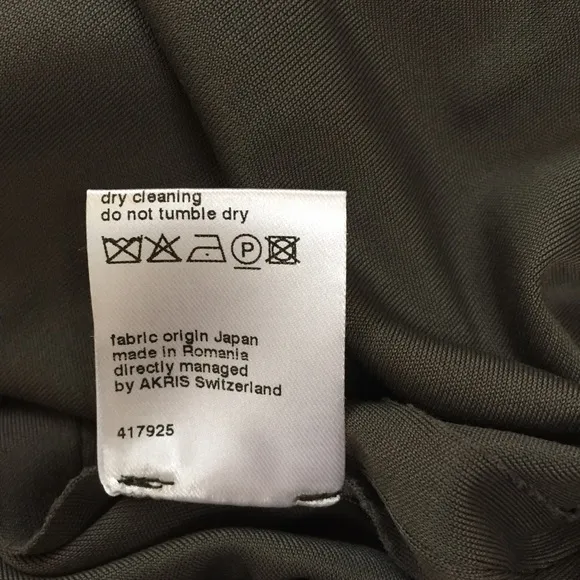 dry cleaning
do not tumble dry
P
fabric origin Japan
made in Romania
directly managed
by AKRIS Switzerland
417925